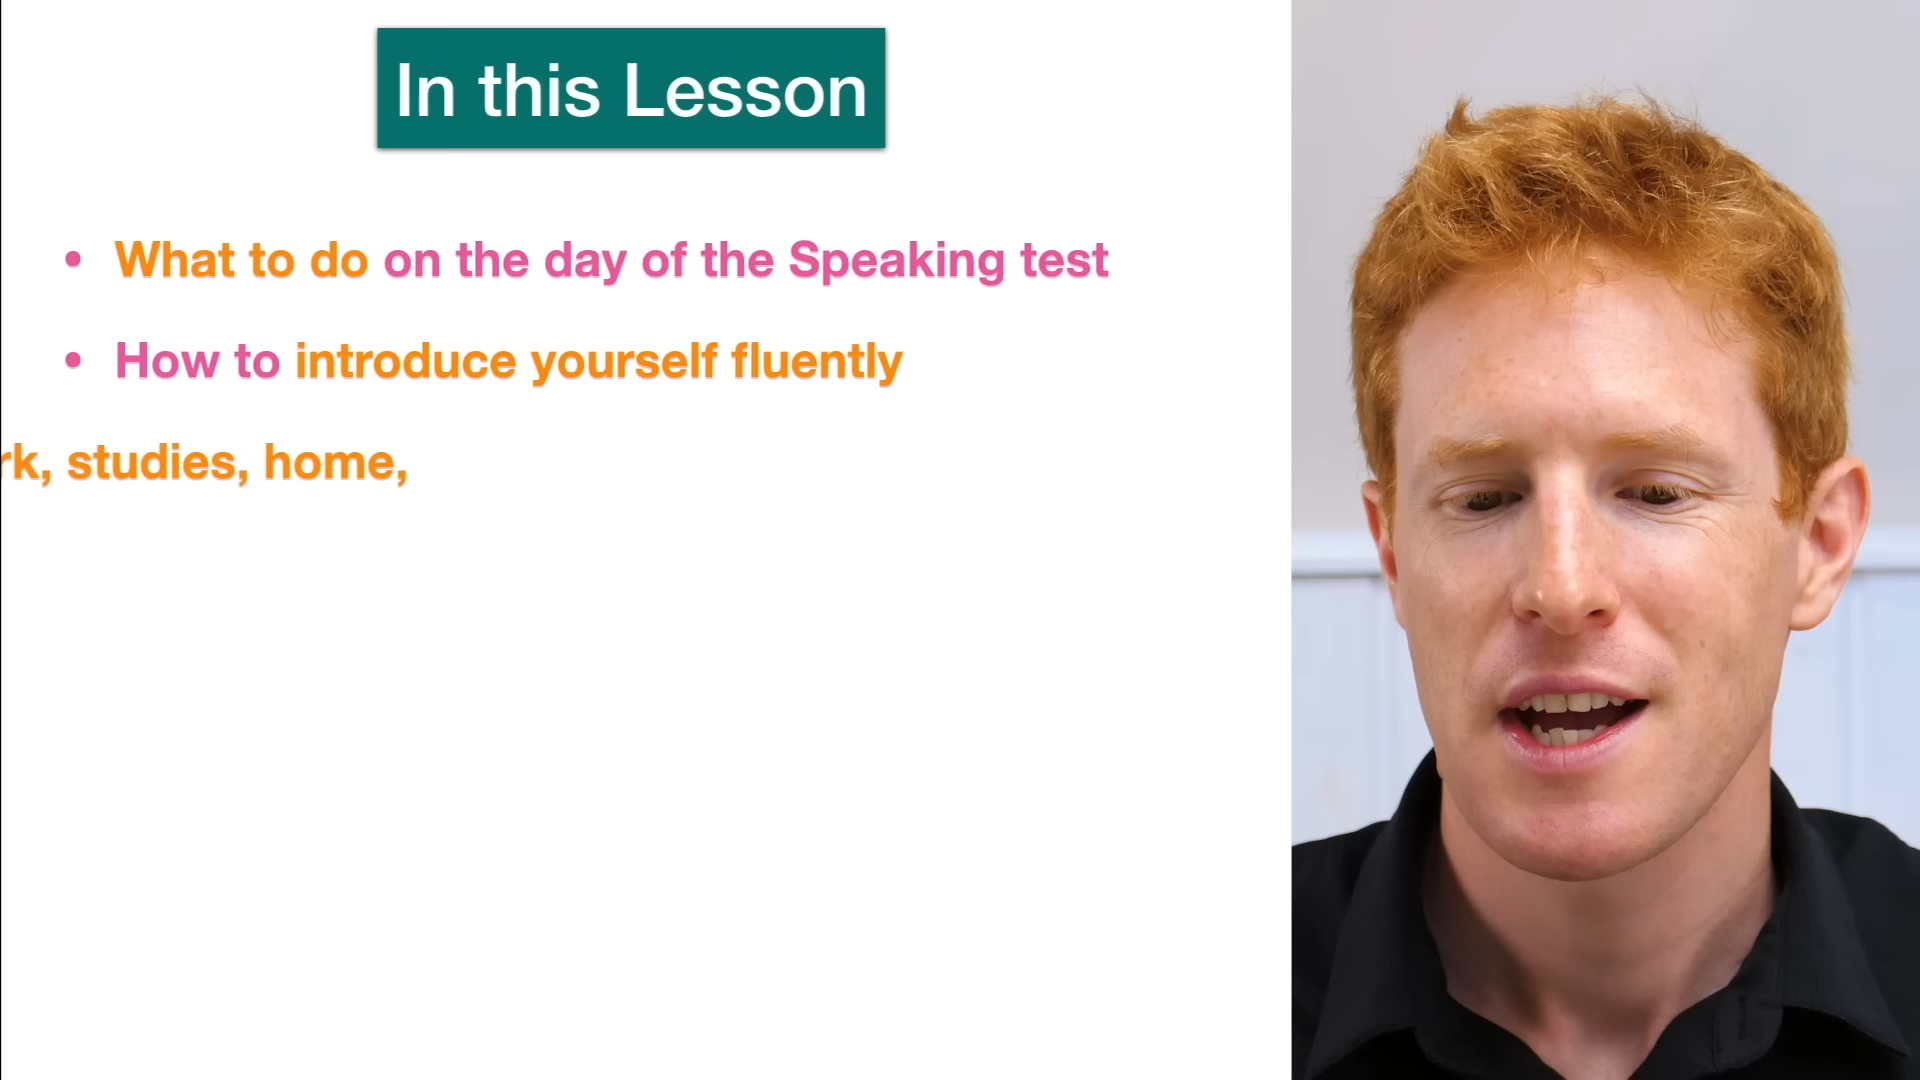 In this Lesson
• What to do on the day of the Speaking test
• How to introduce yourself fluently
studies, home,